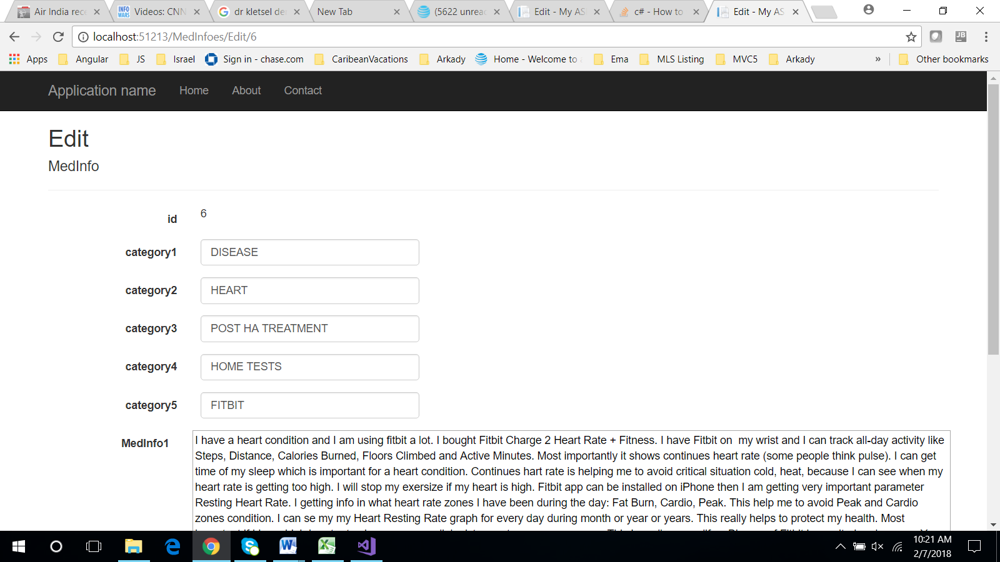 Air India rece
Videos: CNN
dr kletsel der
New Tab
(5622 unread
Edit - My AS
c# - How to
Edit - My AS
localhost:51213/MedInfoes/Edit/6
Apps
Angular
JS
Israel
Sign in - chase.com
CaribeanVacations
Arkady
Home - Welcome to
Ema
MLS Listing
MVC5
Arkady
»
Other bookmarks
Application name
Home
About
Contact
Edit
MedInfo
id
6
category1
DISEASE
category2
HEART
category3
POST HA TREATMENT
category4
HOME TESTS
category5
FITBIT
MedInfo1
I have a heart condition and I am using fitbit a lot. I bought Fitbit Charge 2 Heart Rate + Fitness. I have Fitbit on  my wrist and I can track all-day activity like
Steps, Distance, Calories Burned, Floors Climbed and Active Minutes. Most importantly it shows continues heart rate (some people think pulse). I can get
time of my sleep which is important for a heart condition. Continues hart rate is helping me to avoid critical situation cold, heat, because I can see when my
heart rate is getting too high. I will stop my exersize if my heart is high. Fitbit app can be installed on iPhone then I am getting very important parameter
Resting Heart Rate. I getting info in what heart rate zones I have been during the day: Fat Burn, Cardio, Peak. This help me to avoid Peak and Cardio
zones condition. I can se my my Heart Resting Rate graph for every day during month or year or years. This really helps to protect my health. Most
10:21 AM
2/7/2018